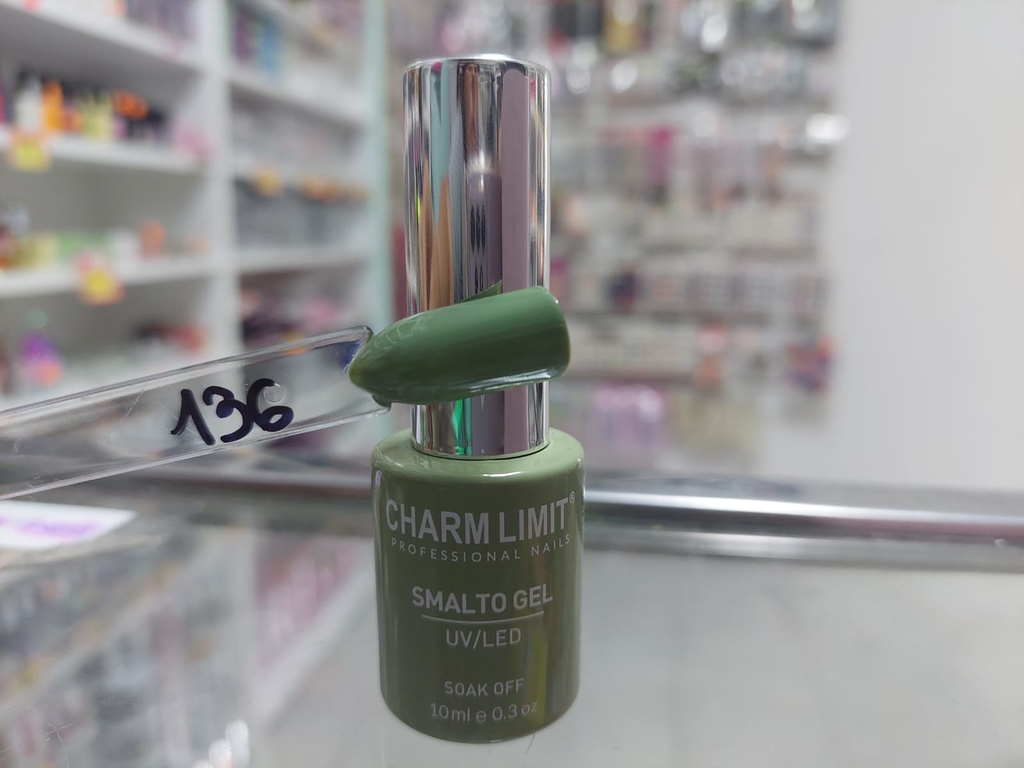 136
CHARM LIMIT®
PROFESSIONAL NAILS
SMALTO GEL
UV/LED
SOAK OFF
10ml e 0.3 oz